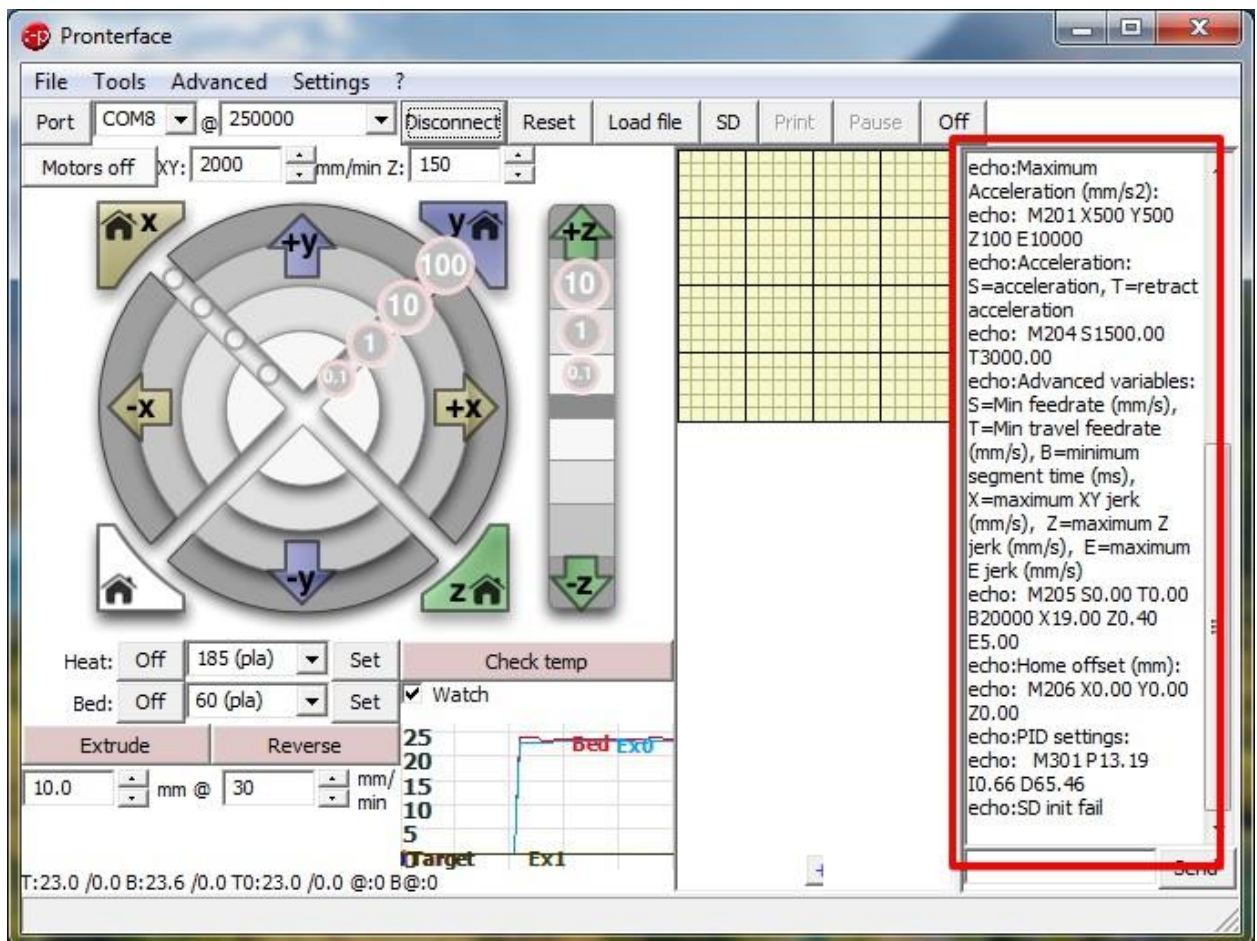 Pronterface
File Tools Advanced Settings ?
Port COM8 @ 250000 Disconnect Reset Load file SD Print Pause Off
Motors off XY: 2000 mm/min Z: 150
x
+y
y
100
10
1
0.1
-x
+x
-y
z
+z
10
1
0.1
-z
Heat: Off 185 (pla) Set Check temp
Bed: Off 60 (pla) Set Watch
Extrude Reverse
10.0 mm @ 30 mm/
min
25
20
15
10
5
0
Bed Ex0
Target Ex1
T:23.0 /0.0 B:23.6 /0.0 T0:23.0 /0.0 @:0 B@:0
echo:Maximum
Acceleration (mm/s2):
echo: M201 X500 Y500
Z100 E10000
echo:Acceleration:
S=acceleration, T=retract
acceleration
echo: M204 S1500.00
T3000.00
echo:Advanced variables:
S=Min feedrate (mm/s),
T=Min travel feedrate
(mm/s), B=minimum
segment time (ms),
X=maximum XY jerk
(mm/s), Z=maximum Z
jerk (mm/s), E=maximum
E jerk (mm/s)
echo: M205 S0.00 T0.00
B20000 X19.00 Z0.40
E5.00
echo:Home offset (mm):
echo: M206 X0.00 Y0.00
Z0.00
echo:PID settings:
echo: M301 P13.19
I0.66 D65.46
echo:SD init fail
Send